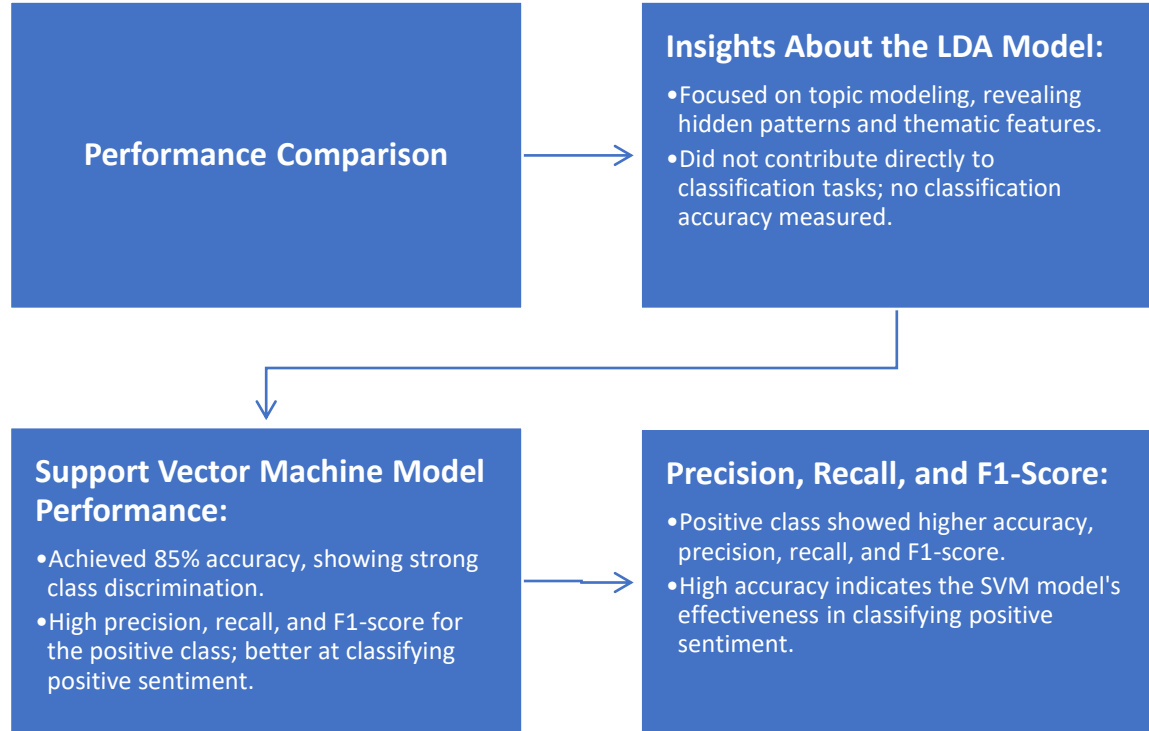 Performance Comparison
Insights About the LDA Model:
•Focused on topic modeling, revealing
hidden patterns and thematic features.
•Did not contribute directly to
classification tasks; no classification
accuracy measured.
Support Vector Machine Model
Performance:
•Achieved 85% accuracy, showing strong
class discrimination.
•High precision, recall, and F1-score for
the positive class; better at classifying
positive sentiment.
Precision, Recall, and F1-Score:
•Positive class showed higher accuracy,
precision, recall, and F1-score.
•High accuracy indicates the SVM model's
effectiveness in classifying positive
sentiment.